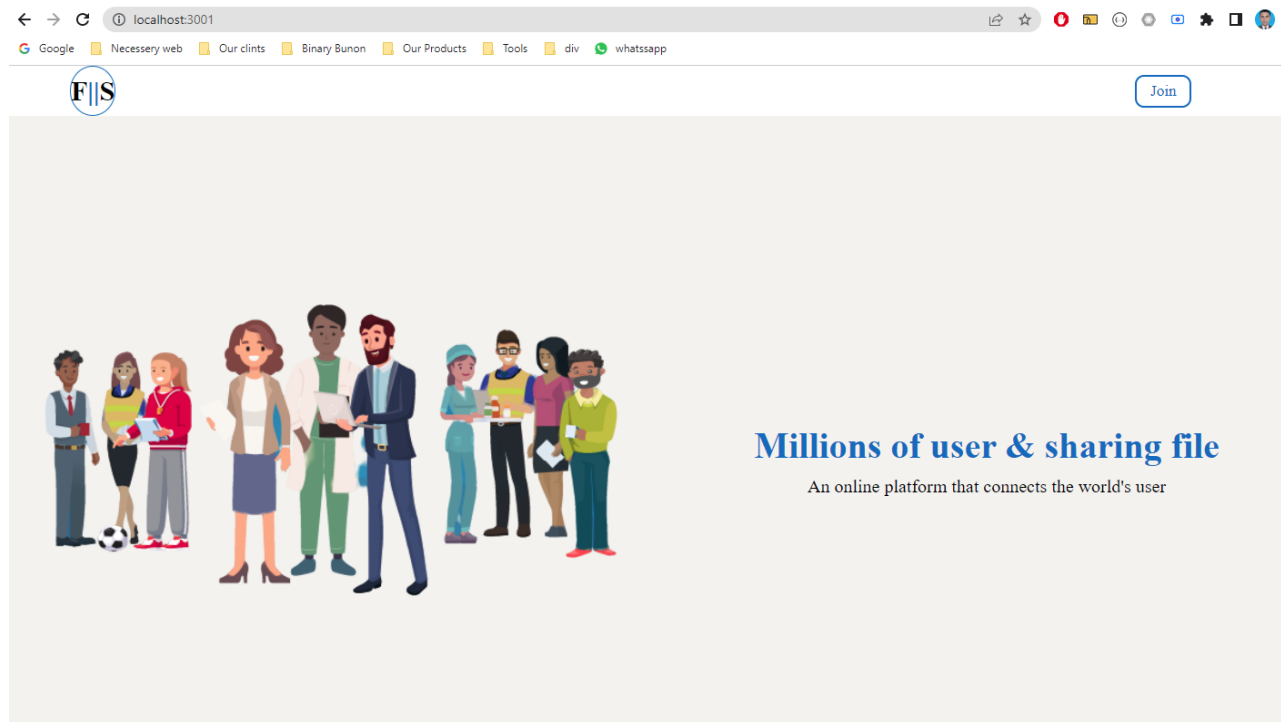 localhost:3001
Google Necessery web Our clints Binary Bunon Our Products Tools div whatssapp
F||S
Join
Millions of user & sharing file
An online platform that connects the world's user